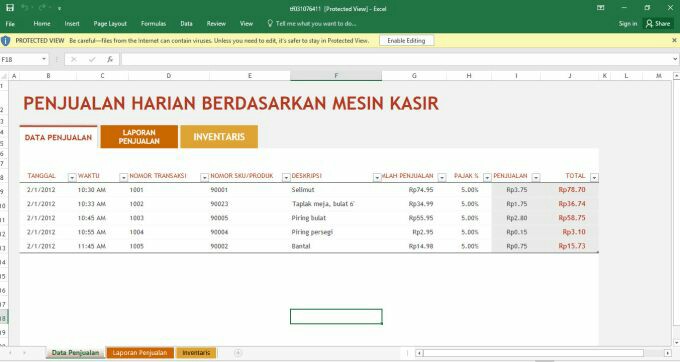 tf031076411 [Protected View] - Excel
File Home Insert Page Layout Formulas Data Review View Tell me what you want to do... Sign in Share
PROTECTED VIEW Be careful—files from the Internet can contain viruses. Unless you need to edit, it's safer to stay in Protected View. Enable Editing
F18 fx
A B C D E F G H I J K L M
PENJUALAN HARIAN BERDASARKAN MESIN KASIR
DATA PENJUALAN LAPORAN PENJUALAN INVENTARIS
TANGGAL WAKTU NOMOR TRANSAKSI NOMOR SKU/PRODUK DESKRIPSI PENJUALAN PAJAK % PENJUALAN TOTAL
2/1/2012 10:30 AM 1001 90001 Selimut Rp74.95 5.00% Rp3.75 Rp78.70
2/1/2012 10:33 AM 1002 90023 Taplak meja, bulat 6' Rp34.99 5.00% Rp1.75 Rp36.74
2/1/2012 10:45 AM 1003 90005 Piring bulat Rp55.95 5.00% Rp2.80 Rp58.75
2/1/2012 10:55 AM 1004 90004 Piring persegi Rp2.95 5.00% Rp0.15 Rp3.10
2/1/2012 11:45 AM 1005 90002 Bantal Rp14.98 5.00% Rp0.75 Rp15.73
Data Penjualan Laporan Penjualan Inventaris